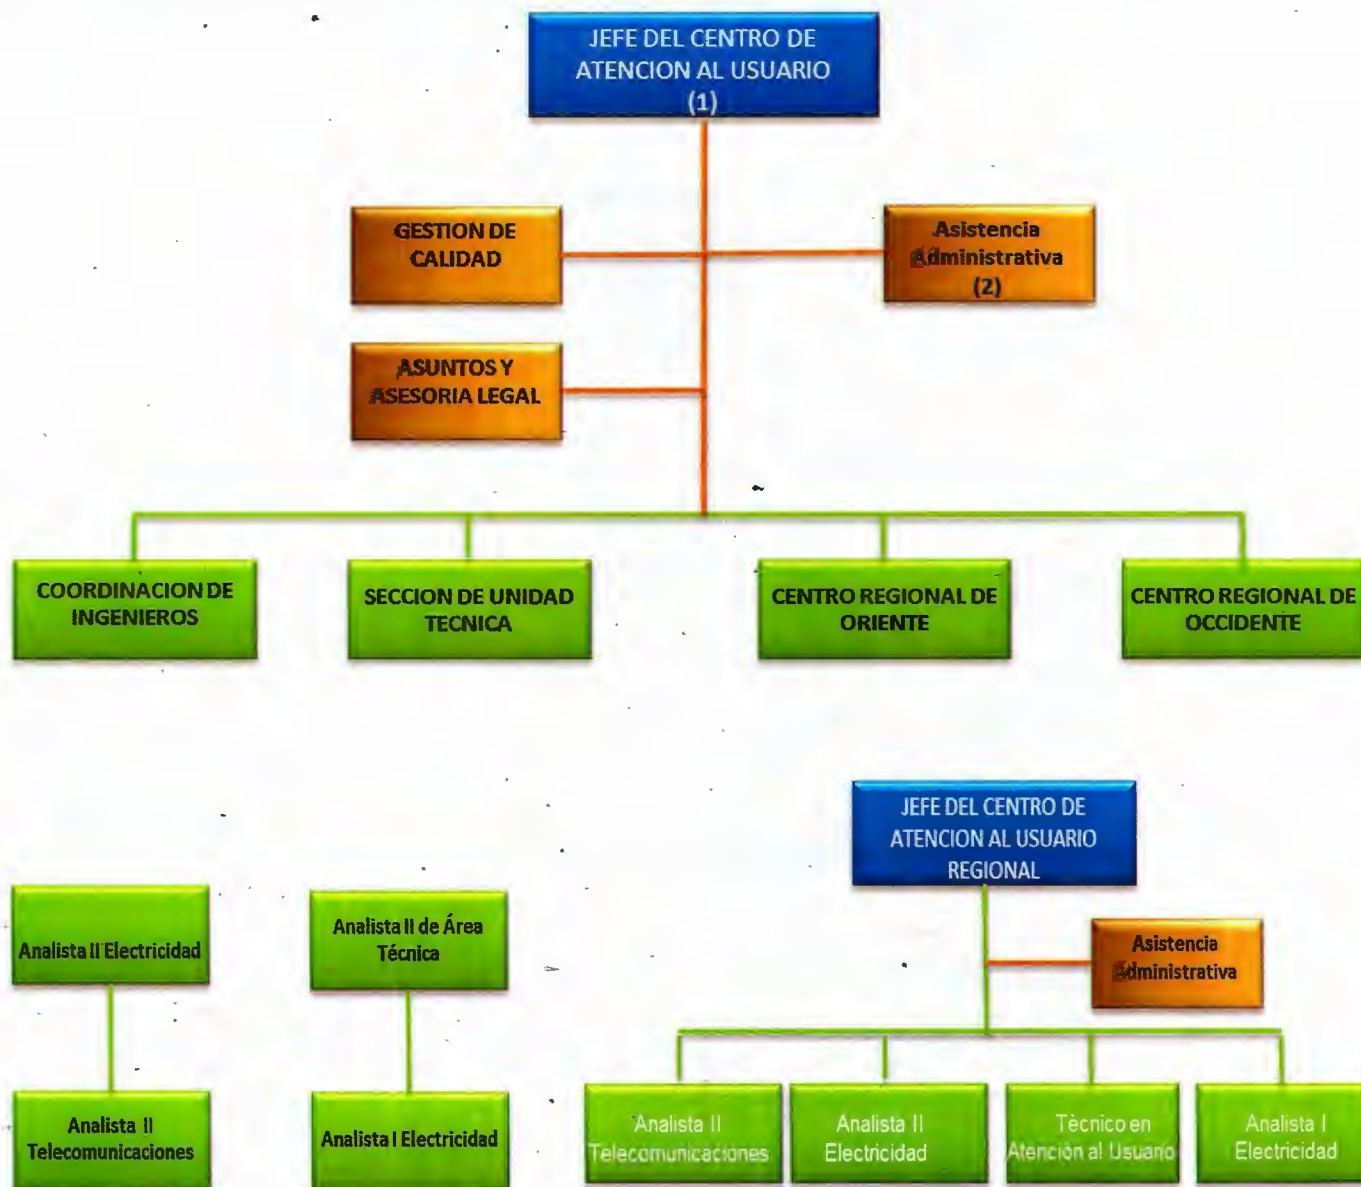 JEFE DEL CENTRO DE
ATENCION AL USUARIO
(1)
GESTION DE
CALIDAD
Asistencia
Administrativa
(2)
ASUNTOS Y
ASESORIA LEGAL
COORDINACION DE
INGENIEROS
SECCION DE UNIDAD
TECNICA
CENTRO REGIONAL DE
ORIENTE
CENTRO REGIONAL DE
OCCIDENTE
JEFE DEL CENTRO DE
ATENCION AL USUARIO
REGIONAL
Asistencia
Administrativa
Analista II Electricidad
Analista II
Telecomunicaciones
Analista II de Área
Técnica
Analista I Electricidad
Analista II
Telecomunicaciones
Analista II
Electricidad
Técnico en
Atención al Usuario
Analista I
Electricidad